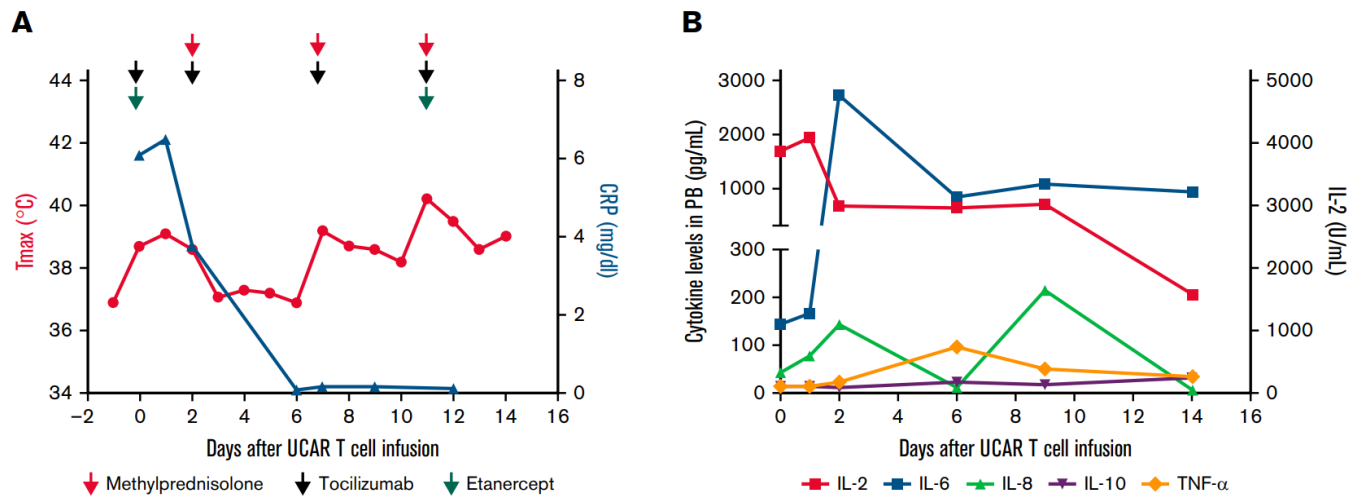 A
Tmax (°C)
44
42
40
38
36
34
8
6
4
2
0
CRP (mg/dl)
−2 0 2 4 6 8 10 12 14 16
Days after UCAR T cell infusion
Methylprednisolone Tocilizumab Etanercept
B
Cytokine levels in PB (pg/mL)
3000
2000
1000
300
200
100
0
5000
4000
3000
2000
1000
0
IL-2 (U/mL)
0 2 4 6 8 10 12 14 16
Days after UCAR T cell infusion
IL-2 IL-6 IL-8 IL-10 TNF-α